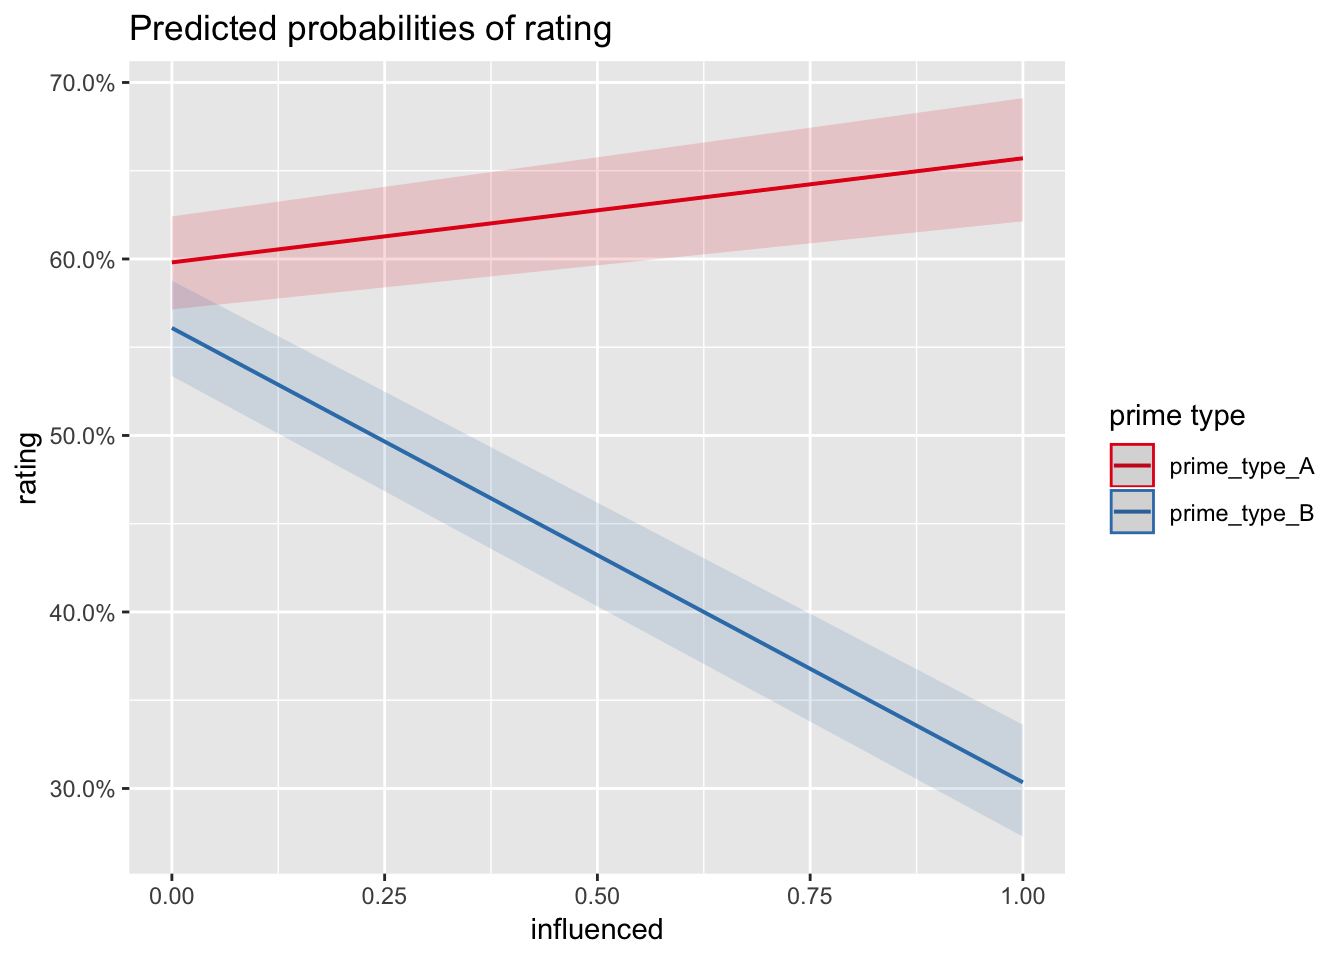 Predicted probabilities of rating
70.0%
60.0%
50.0%
40.0%
30.0%
rating
0.00 0.25 0.50 0.75 1.00
influenced
prime type
prime_type_A
prime_type_B